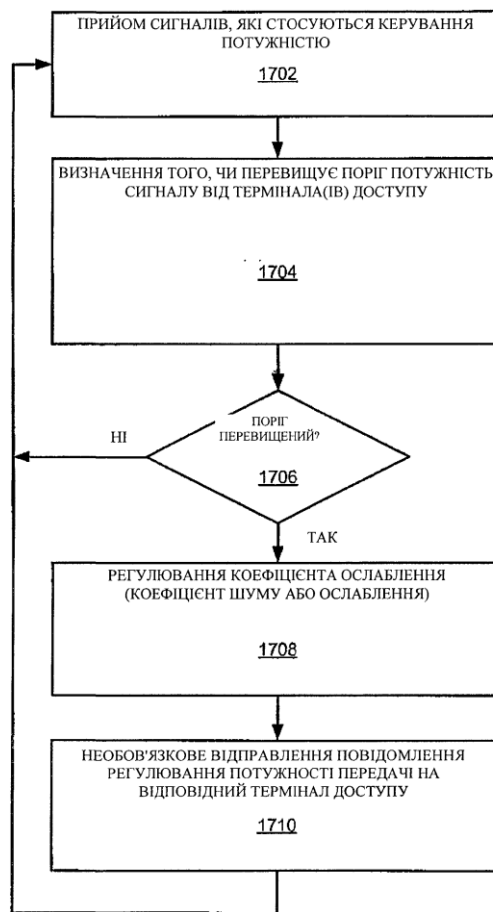 ПРИЙОМ СИГНАЛІВ, ЯКІ СТОСУЮТЬСЯ КЕРУВАННЯ
ПОТУЖНІСТЮ
1702
ВИЗНАЧЕННЯ ТОГО, ЧИ ПЕРЕВИЩУЄ ПОРІГ ПОТУЖНІСТЬ
СИГНАЛУ ВІД ТЕРМІНАЛА(ІВ) ДОСТУПУ
1704
ПОРІГ
ПЕРЕВИЩЕНИЙ?
1706
НІ
ТАК
РЕГУЛЮВАННЯ КОЕФІЦІЄНТА ОСЛАБЛЕННЯ
(КОЕФІЦІЄНТ ШУМУ АБО ОСЛАБЛЕННЯ)
1708
НЕОБОВ'ЯЗКОВЕ ВІДПРАВЛЕННЯ ПОВІДОМЛЕННЯ
РЕГУЛЮВАННЯ ПОТУЖНОСТІ ПЕРЕДАЧІ НА
ВІДПОВІДНИЙ ТЕРМІНАЛ ДОСТУПУ
1710